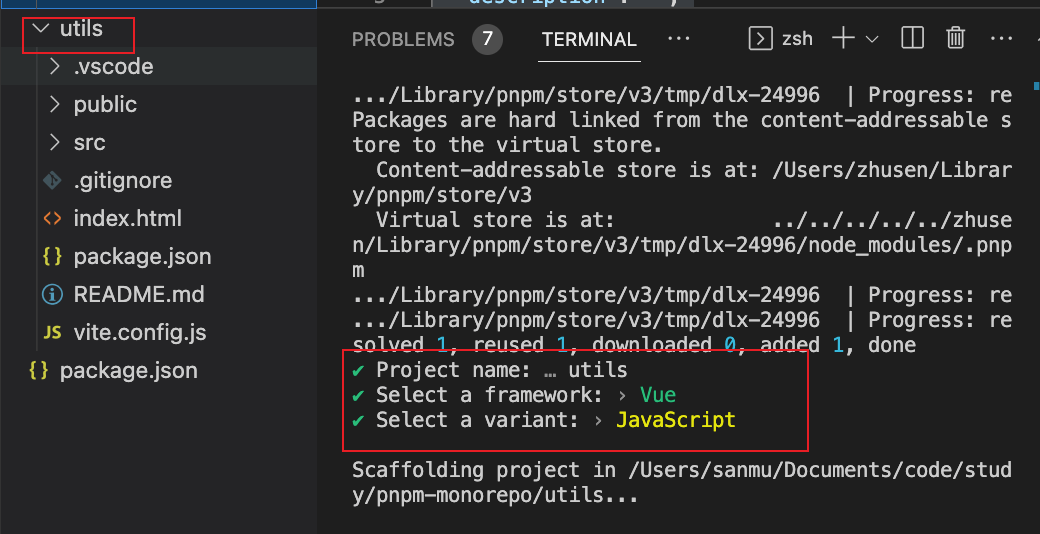 utils
.vscode
public
src
.gitignore
index.html
{} package.json
README.md
JS vite.config.js
{} package.json
PROBLEMS 7 TERMINAL ··· zsh ···
.../Library/pnpm/store/v3/tmp/dlx-24996 | Progress: re
Packages are hard linked from the content-addressable s
tore to the virtual store.
Content-addressable store is at: /Users/zhusen/Librar
y/pnpm/store/v3
Virtual store is at: ../../../../../zhuse
n/Library/pnpm/store/v3/tmp/dlx-24996/node_modules/.pnp
m
.../Library/pnpm/store/v3/tmp/dlx-24996 | Progress: re
.../Library/pnpm/store/v3/tmp/dlx-24996 | Progress: re
solved 1, reused 1, downloaded 0, added 1, done
✔ Project name: … utils
✔ Select a framework: › Vue
✔ Select a variant: › JavaScript
Scaffolding project in /Users/sanmu/Documents/code/stud
y/pnpm-monorepo/utils...